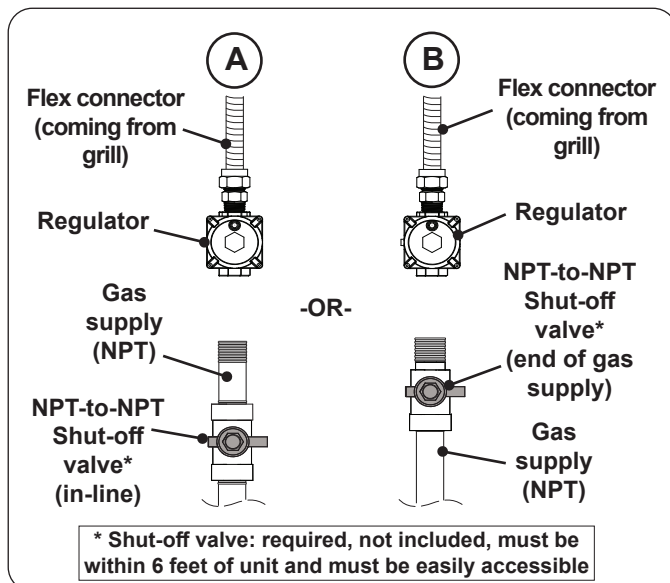 A
Flex connector
(coming from
grill)
Regulator
Gas
supply
(NPT)
NPT-to-NPT
Shut-off
valve*
(in-line)
-OR-
B
Flex connector
(coming from
grill)
Regulator
NPT-to-NPT
Shut-off
valve*
(end of gas
supply)
Gas
supply
(NPT)
* Shut-off valve: required, not included, must be
within 6 feet of unit and must be easily accessible